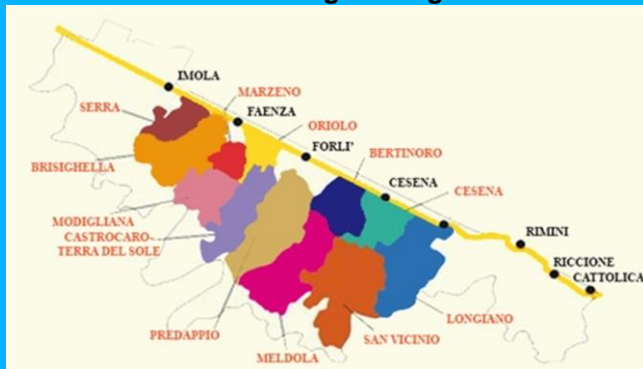 IMOLA
MARZENO
SERRA
FAENZA
ORIOLO
FORLI'
BRISIGHELLA
BERTINORO
CESENA
CESENA
MODIGLIANA
CASTROCARO-
TERRA DEL SOLE
RIMINI
RICCIONE
CATTOLICA
LONGIANO
PREDAPPIO
SAN VICINIO
MELDOLA